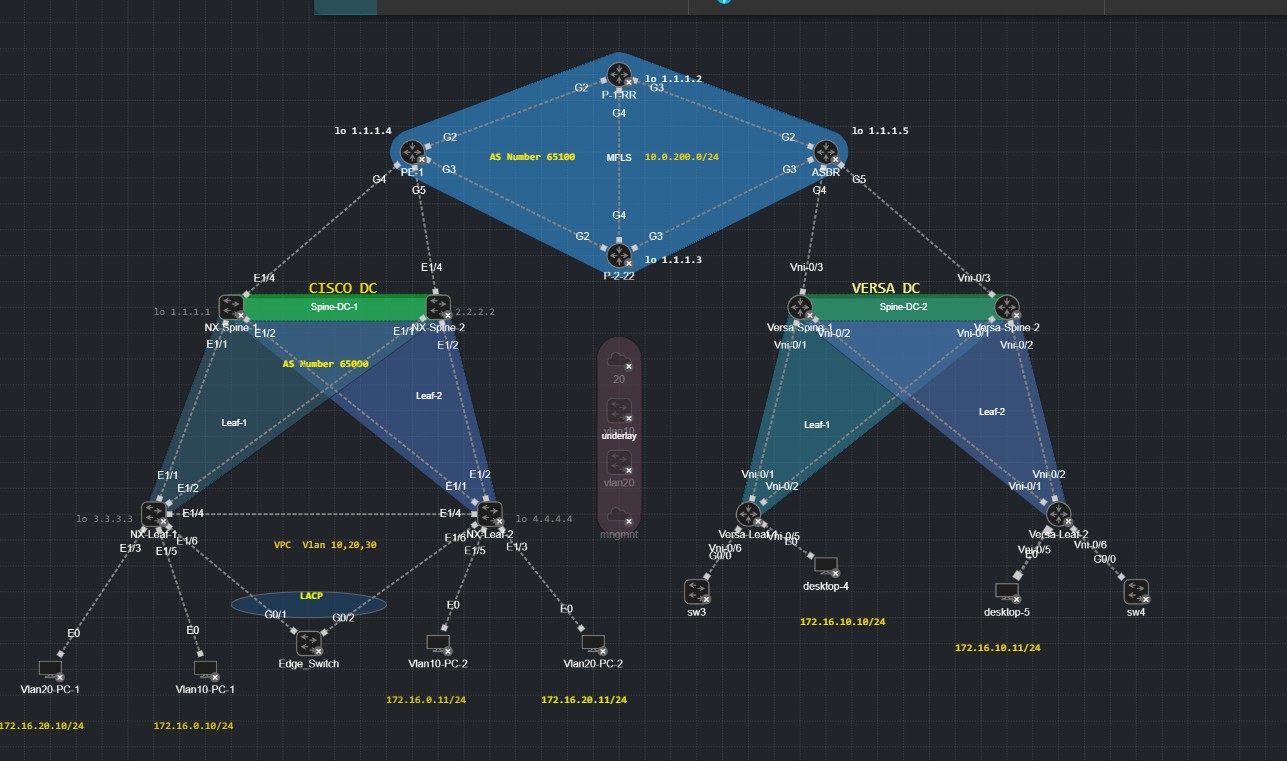 lo 1.1.1.2
G2
G3
P-1-RR
G4
lo 1.1.1.4
lo 1.1.1.5
G2
G2
AS Number 65100
MFLS
10.0.200.0/24
PE-1
G3
G3
ASBR
G4
G5
G4
G5
G4
G2
G3
lo 1.1.1.3
P-2-22
E1/4
E1/4
Vni-0/3
Vni-0/3
CISCO DC
VERSA DC
Spine-DC-1
Spine-DC-2
lo 1.1.1.1
2.2.2.2
NX-Spine-1
NX-Spine-2
Versa-Spine-1
Versa-Spine-2
E1/2
E1/1
Vni-0/2
Vni-0/1
E1/1
E1/2
Vni-0/1
Vni-0/2
AS Number 65000
20
Leaf-2
Leaf-1
Leaf-1
Leaf-2
vlan10
underlay
vlan20
E1/1
E1/2
E1/2
E1/1
Vni-0/1
Vni-0/2
Vni-0/2
Vni-0/1
lo 3.3.3.3
E1/4
E1/4
lo 4.4.4.4
NX-Leaf-1
NX-Leaf-2
mngmnt
Versa-Leaf-1
Vni-0/5
Versa-Leaf-2
E1/3
E1/5
E1/6
VPC Vlan 10,20,30
E1/6
E1/5
E1/3
Vni-0/6
G0/0
E0
Vni-0/5
E0
Vni-0/6
G0/0
desktop-4
LACP
G0/1
G0/2
E0
E0
sw3
desktop-5
sw4
172.16.10.10/24
E0
E0
Edge_Switch
Vlan10-PC-2
Vlan20-PC-2
172.16.10.11/24
Vlan20-PC-1
Vlan10-PC-1
172.16.0.11/24
172.16.20.11/24
172.16.20.10/24
172.16.0.10/24